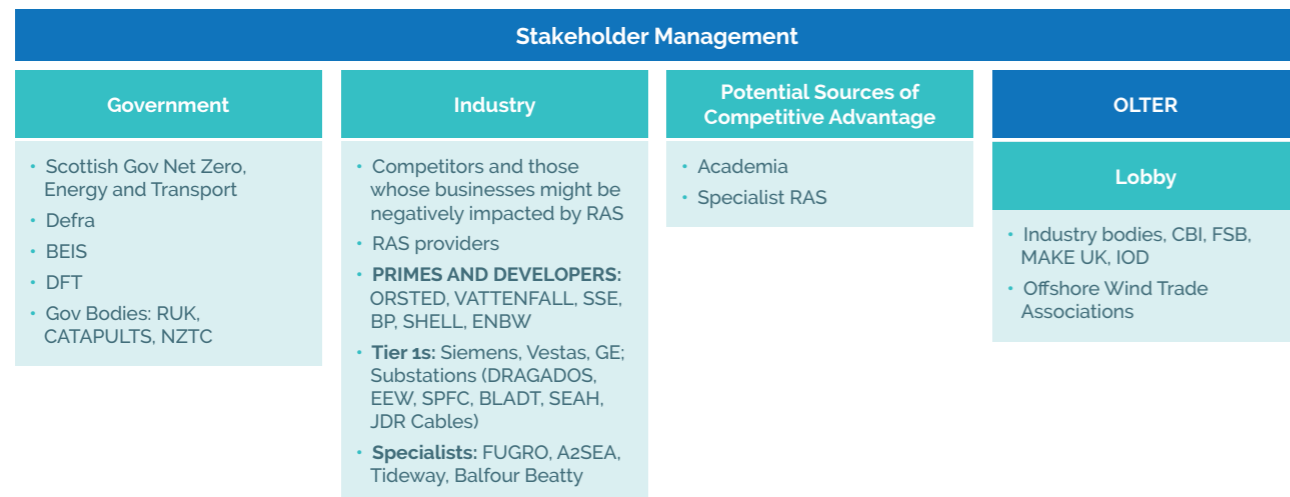 Stakeholder Management
Government
• Scottish Gov Net Zero,
Energy and Transport
• Defra
• BEIS
• DFT
• Gov Bodies: RUK,
CATAPULTS, NZTC
Industry
• Competitors and those
whose businesses might be
negatively impacted by RAS
• RAS providers
• PRIMES AND DEVELOPERS:
ORSTED, VATTENFALL, SSE,
BP, SHELL, ENBW
• Tier 1s: Siemens, Vestas, GE;
Substations (DRAGADOS,
EEW, SPFC, BLADT, SEAH,
JDR Cables)
• Specialists: FUGRO, A2SEA,
Tideway, Balfour Beatty
Potential Sources of
Competitive Advantage
• Academia
• Specialist RAS
OLTER
Lobby
• Industry bodies, CBI, FSB,
MAKE UK, IOD
• Offshore Wind Trade
Associations